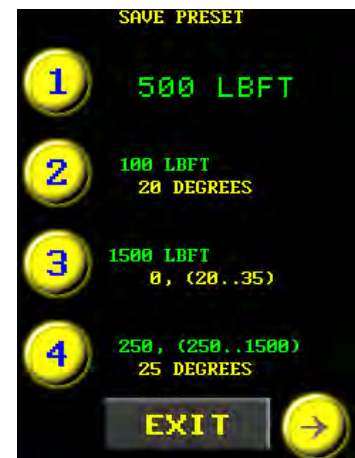 SAVE PRESET
1
500 LBFT
2
100 LBFT
20 DEGREES
3
1500 LBFT
0, (20..35)
4
250, (250..1500)
25 DEGREES
EXIT
→